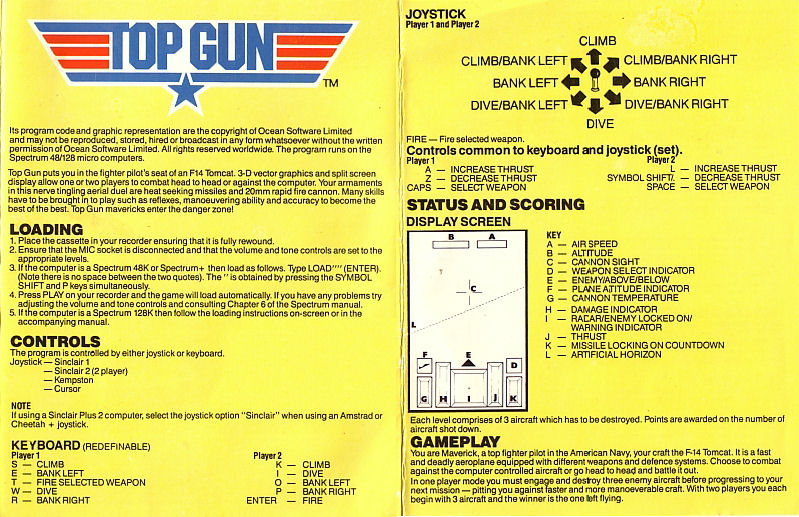 TOP GUN
TM
Its program code and graphic representation are the copyright of Ocean Software Limited
and may not be reproduced, stored, hired or broadcast in any form whatsoever without the written
permission of Ocean Software Limited. All rights reserved worldwide. The program runs on the
Spectrum 48/128 micro computers.
Top Gun puts you in the fighter pilot's seat of an F14 Tomcat. 3-D vector graphics and split screen
display allow one or two players to combat head to head or against the computer. Your armaments
in this nerve tingling aerial duel are heat seeking missiles and 20mm rapid fire cannon. Many skills
have to be brought in to play such as reflexes, manoeuvering ability and accuracy to become the
best of the best. Top Gun mavericks enter the danger zone!
LOADING
1. Place the cassette in your recorder ensuring that it is fully rewound.
2. Ensure that the MIC socket is disconnected and that the volume and tone controls are set to the
appropriate levels.
3. If the computer is a Spectrum 48K or Spectrum+ then load as follows. Type LOAD"" (ENTER).
(Note there is no space between the two quotes). The " is obtained by pressing the SYMBOL
SHIFT and P keys simultaneously.
4. Press PLAY on your recorder and the game will load automatically. If you have any problems try
adjusting the volume and tone controls and consulting Chapter 6 of the Spectrum manual.
5. If the computer is a Spectrum 128K then follow the loading instructions on-screen or in the
accompanying manual.
CONTROLS
The program is controlled by either joystick or keyboard.
Joystick — Sinclair 1
— Sinclair 2 (2 player)
— Kempston
— Cursor
NOTE
If using a Sinclair Plus 2 computer, select the joystick option "Sinclair" when using an Amstrad or
Cheetah + joystick.
KEYBOARD (REDEFINABLE)
Player 1
S — CLIMB
E — BANK LEFT
T — FIRE SELECTED WEAPON
W — DIVE
R — BANK RIGHT
Player 2
K — CLIMB
I — DIVE
O — BANK LEFT
P — BANK RIGHT
ENTER — FIRE
JOYSTICK
Player 1 and Player 2
CLIMB
CLIMB/BANK LEFT CLIMB/BANK RIGHT
BANK LEFT BANK RIGHT
DIVE/BANK LEFT DIVE/BANK RIGHT
DIVE
FIRE — Fire selected weapon.
Controls common to keyboard and joystick (set).
Player 1
A — INCREASE THRUST
Z — DECREASE THRUST
CAPS — SELECT WEAPON
Player 2
L — INCREASE THRUST
SYMBOL SHIFT/. — DECREASE THRUST
SPACE — SELECT WEAPON
STATUS AND SCORING
DISPLAY SCREEN
B A
C
L
F E D
G H I J K
KEY
A — AIR SPEED
B — ALTITUDE
C — CANNON SIGHT
D — WEAPON SELECT INDICATOR
E — ENEMY/ABOVE/BELOW
F — PLANE ATITUDE INDICATOR
G — CANNON TEMPERATURE
H — DAMAGE INDICATOR
I — RADAR/ENEMY LOCKED ON/
WARNING INDICATOR
J — THRUST
K — MISSILE LOCKING ON COUNTDOWN
L — ARTIFICIAL HORIZON
Each level comprises of 3 aircraft which has to be destroyed. Points are awarded on the number of
aircraft shot down.
GAMEPLAY
You are Maverick, a top fighter pilot in the American Navy, your craft the F-14 Tomcat. It is a fast
and deadly aeroplane equipped with different weapons and defence systems. Choose to combat
against the computer controlled aircraft or go head to head and battle it out.
In one player mode you must engage and destroy three enemy aircraft before progressing to your
next mission — pitting you against faster and more manoeverable craft. With two players you each
begin with 3 aircraft and the winner is the one left flying.